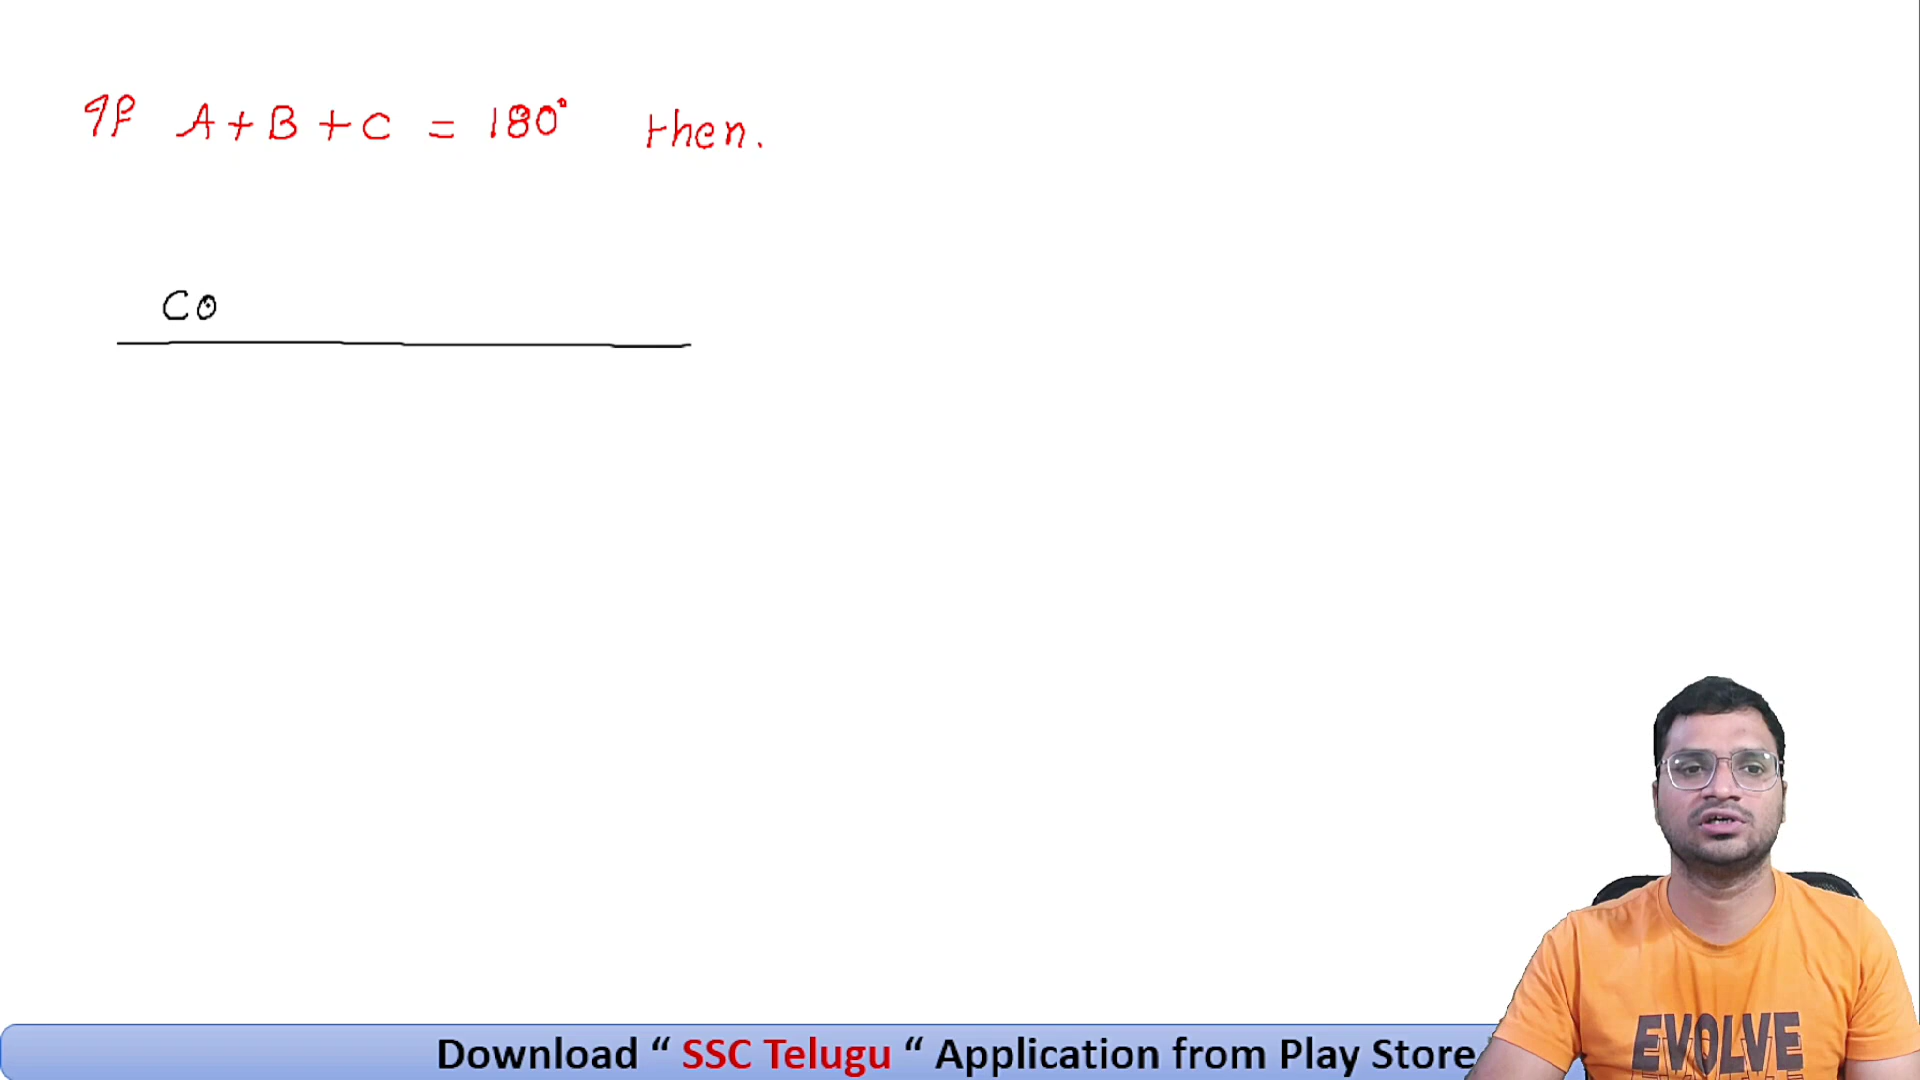 If A + B + C = 180° then.
Co
Download “ SSC Telugu “ Application from Play Store
EVOLVE